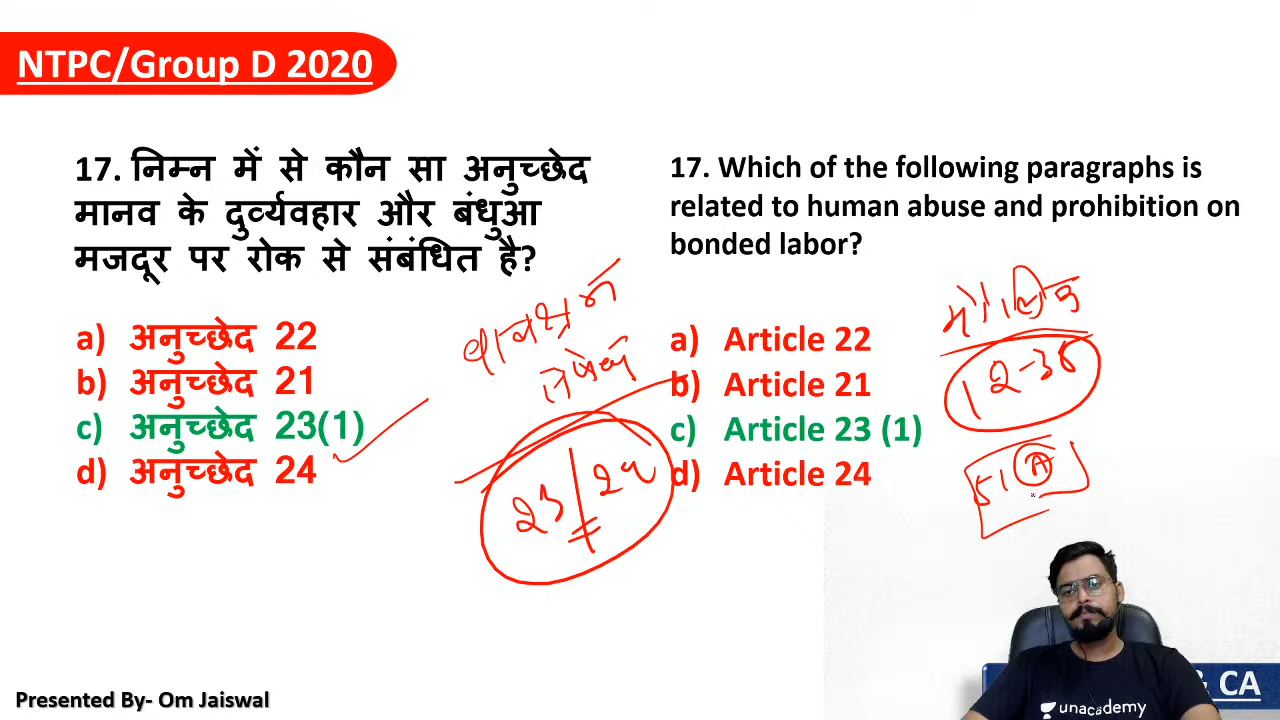 NTPC/Group D 2020
17. निम्न में से कौन सा अनुच्छेद
मानव के दुर्व्यवहार और बंधुआ
मजदूर पर रोक से संबंधित है?
a) अनुच्छेद 22
b) अनुच्छेद 21
c) अनुच्छेद 23(1)
d) अनुच्छेद 24
17. Which of the following paragraphs is
related to human abuse and prohibition on
bonded labor?
a) Article 22
b) Article 21
c) Article 23 (1)
d) Article 24
23/24
12-35
51 A
Presented By- Om Jaiswal
unacademy
& CA